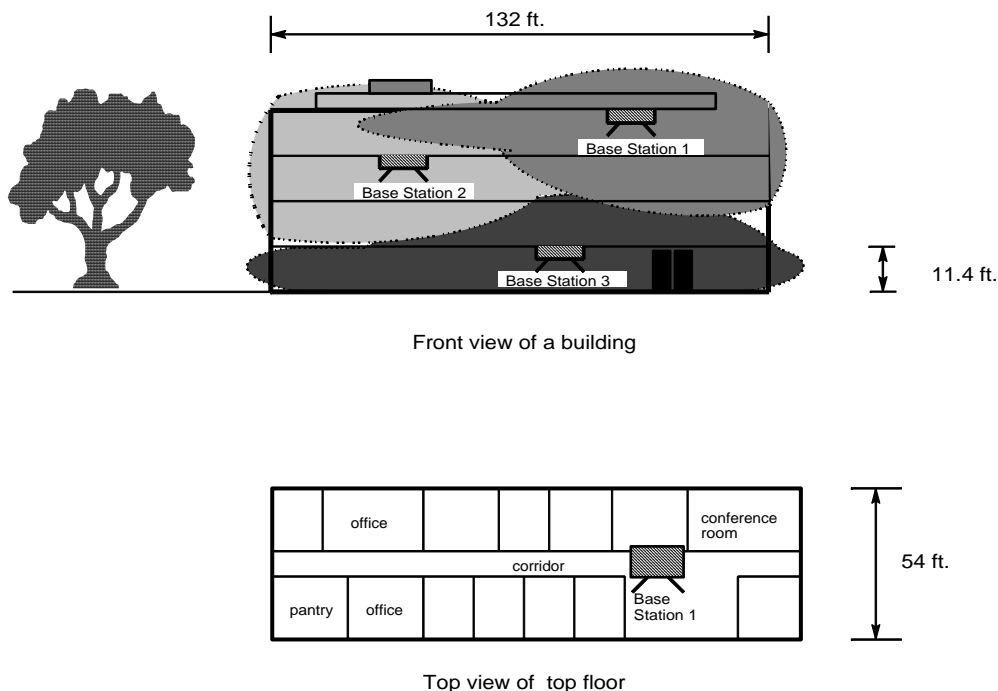 132 ft.
Base Station 1
Base Station 2
Base Station 3
11.4 ft.
Front view of a building
office
conference
room
corridor
54 ft.
pantry
office
Base
Station 1
Top view of  top floor